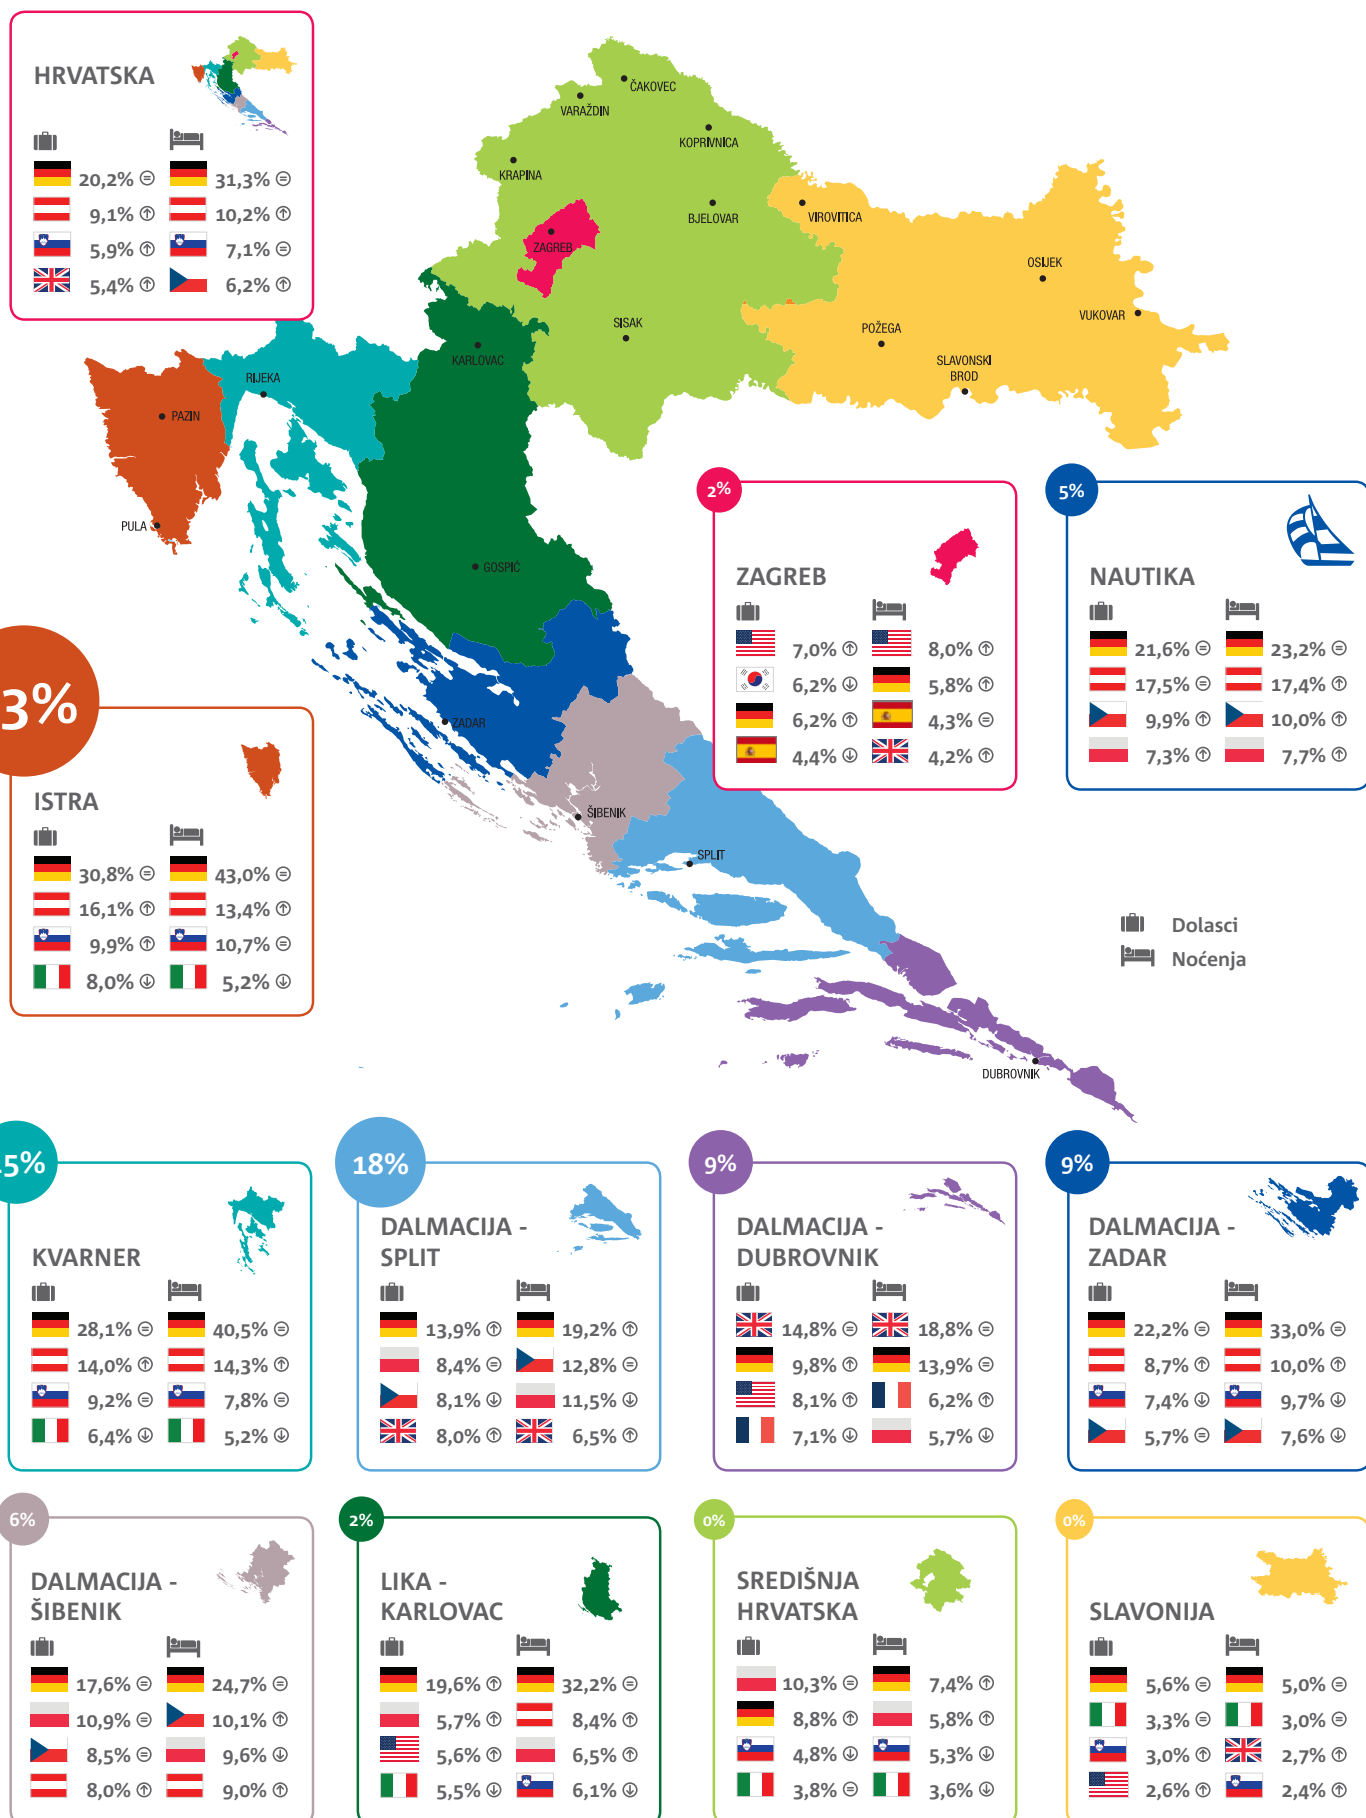 HRVATSKA
20,2% 31,3%
9,1% 10,2%
5,9% 7,1%
5,4% 6,2%
ČAKOVEC
VARAŽDIN
KOPRIVNICA
KRAPINA
BJELOVAR
VIROVITICA
ZAGREB
OSIJEK
VUKOVAR
SISAK
POŽEGA
KARLOVAC
SLAVONSKI
BROD
RIJEKA
PAZIN
PULA
GOSPIĆ
ZADAR
ŠIBENIK
SPLIT
DUBROVNIK
2%
ZAGREB
7,0% 8,0%
6,2% 5,8%
6,2% 4,3%
4,4% 4,2%
5%
NAUTIKA
21,6% 23,2%
17,5% 17,4%
9,9% 10,0%
7,3% 7,7%
3%
ISTRA
30,8% 43,0%
16,1% 13,4%
9,9% 10,7%
8,0% 5,2%
Dolasci
Noćenja
5%
KVARNER
28,1% 40,5%
14,0% 14,3%
9,2% 7,8%
6,4% 5,2%
18%
DALMACIJA -
SPLIT
13,9% 19,2%
8,4% 12,8%
8,1% 11,5%
8,0% 6,5%
9%
DALMACIJA -
DUBROVNIK
14,8% 18,8%
9,8% 13,9%
8,1% 6,2%
7,1% 5,7%
9%
DALMACIJA -
ZADAR
22,2% 33,0%
8,7% 10,0%
7,4% 9,7%
5,7% 7,6%
6%
DALMACIJA -
ŠIBENIK
17,6% 24,7%
10,9% 10,1%
8,5% 9,6%
8,0% 9,0%
2%
LIKA -
KARLOVAC
19,6% 32,2%
5,7% 8,4%
5,6% 6,5%
5,5% 6,1%
0%
SREDIŠNJA
HRVATSKA
10,3% 7,4%
8,8% 5,8%
4,8% 5,3%
3,8% 3,6%
0%
SLAVONIJA
5,6% 5,0%
3,3% 3,0%
3,0% 2,7%
2,6% 2,4%